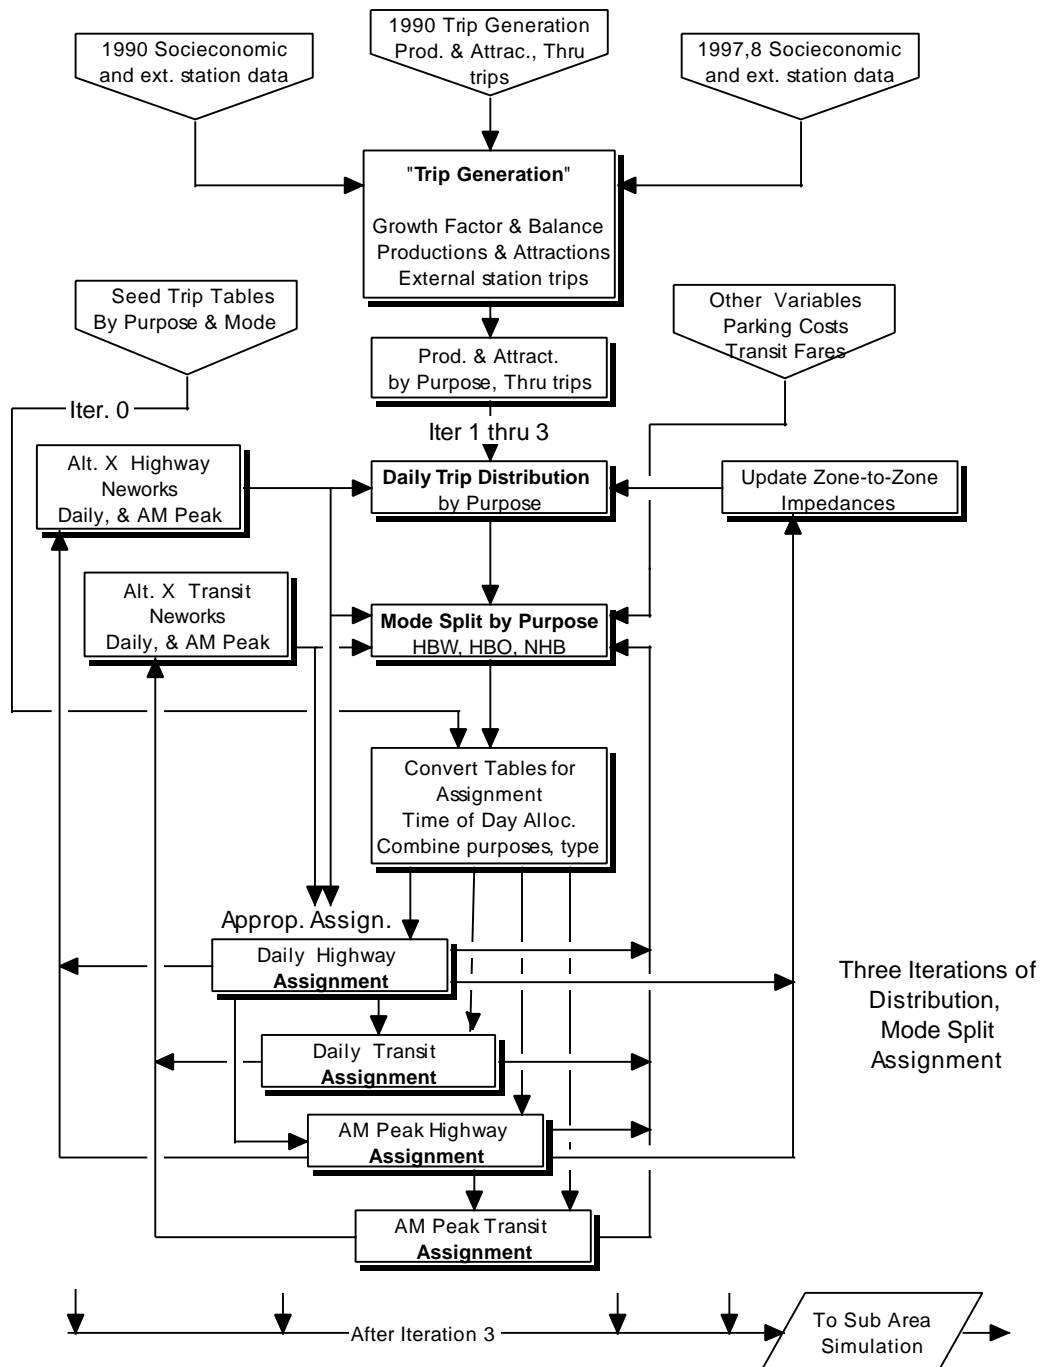 1990 Socieconomic
and ext. station data
1990 Trip Generation
Prod. & Attrac., Thru
trips
1997,8 Socieconomic
and ext. station data
"Trip Generation"
Growth Factor & Balance
Productions & Attractions
External station trips
Seed Trip Tables
By Purpose & Mode
Other Variables
Parking Costs
Transit Fares
Prod. & Attract.
by Purpose, Thru trips
Iter. 0
Iter 1 thru 3
Alt. X Highway
Neworks
Daily, & AM Peak
Daily Trip Distribution
by Purpose
Update Zone-to-Zone
Impedances
Alt. X Transit
Neworks
Daily, & AM Peak
Mode Split by Purpose
HBW, HBO, NHB
Convert Tables for
Assignment
Time of Day Alloc.
Combine purposes, type
Approp. Assign.
Daily Highway
Assignment
Three Iterations of
Distribution,
Mode Split
Assignment
Daily Transit
Assignment
AM Peak Highway
Assignment
AM Peak Transit
Assignment
After Iteration 3
To Sub Area
Simulation